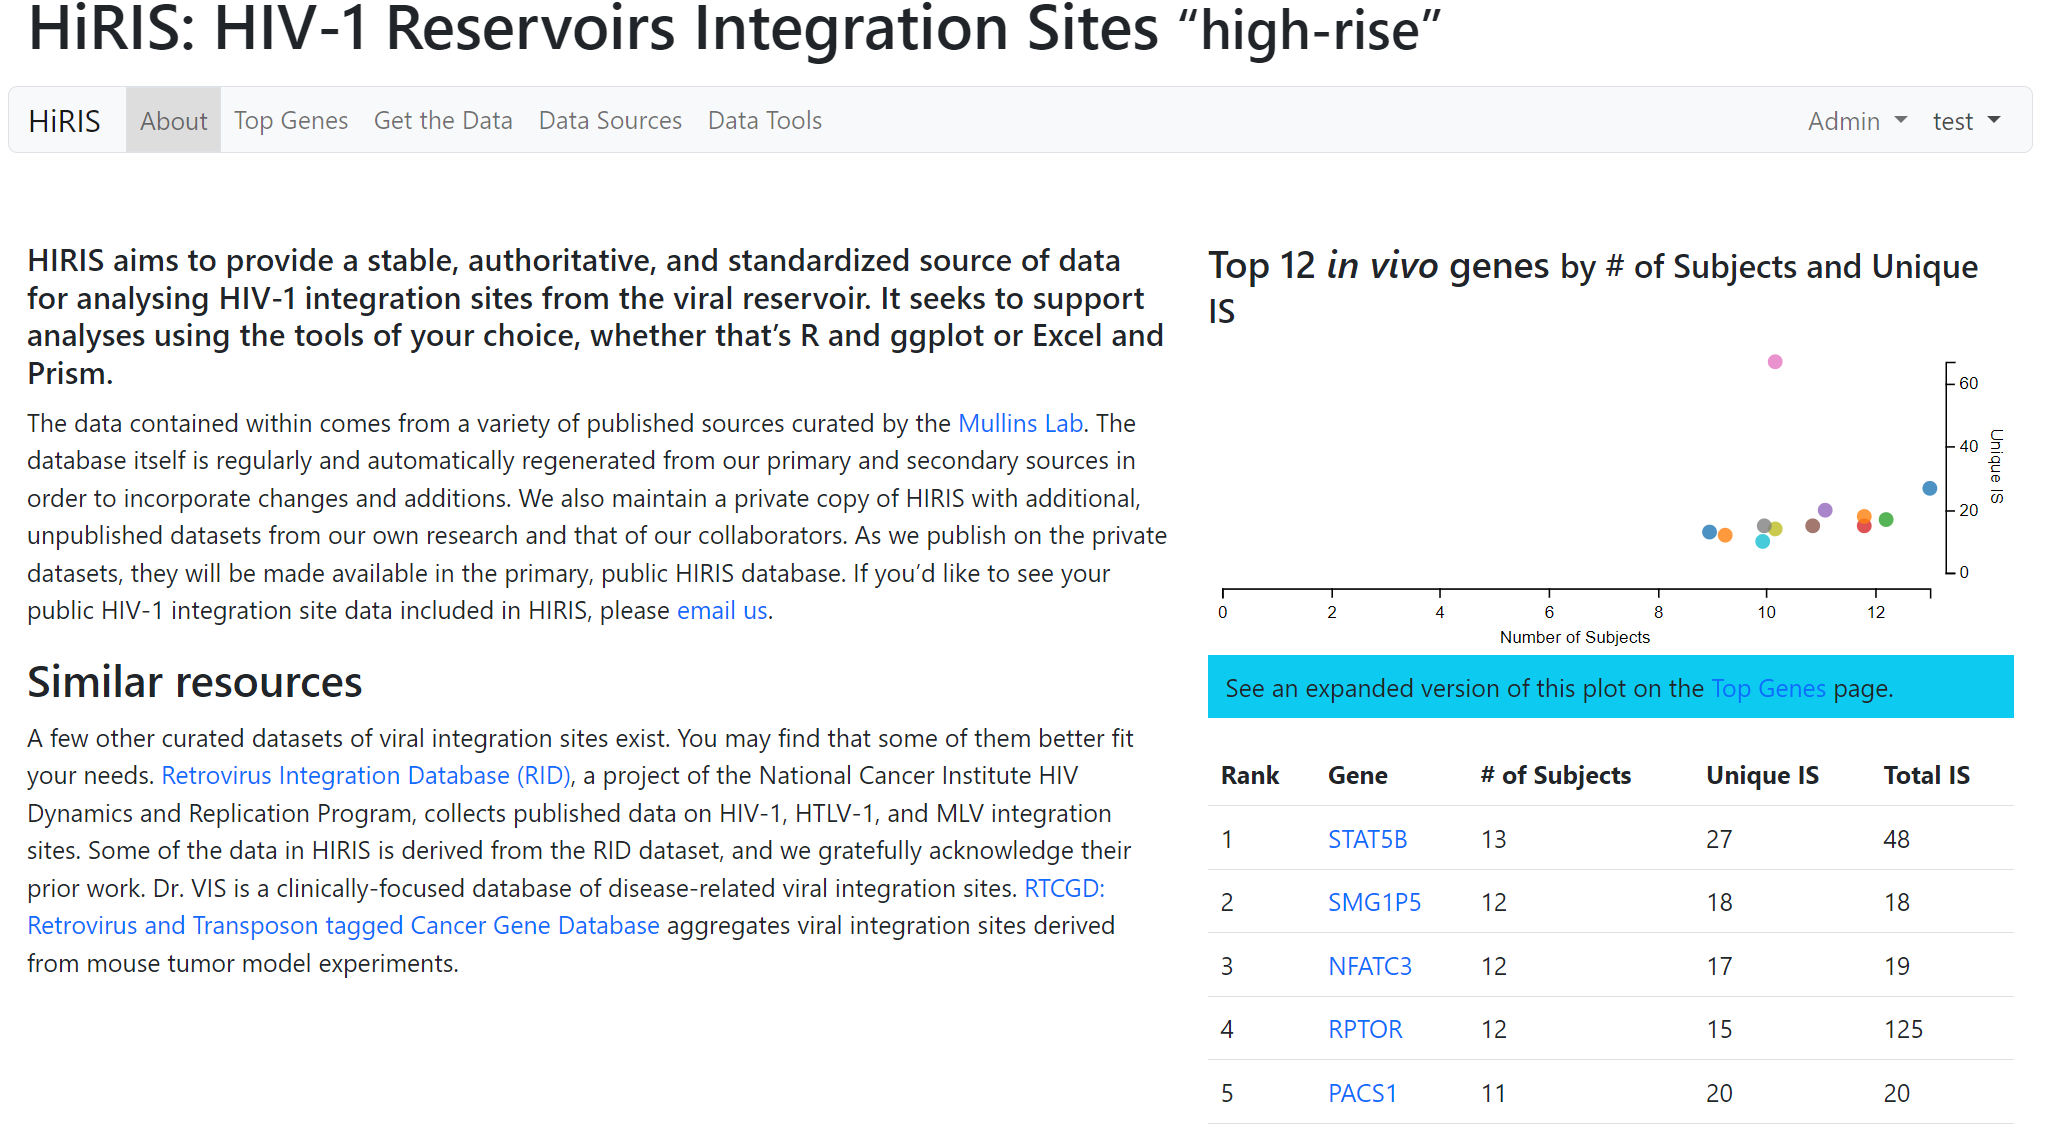 HiRIS: HIV-1 Reservoirs Integration Sites “high-rise”
HiRIS About Top Genes Get the Data Data Sources Data Tools Admin test
HIRIS aims to provide a stable, authoritative, and standardized source of data
for analysing HIV-1 integration sites from the viral reservoir. It seeks to support
analyses using the tools of your choice, whether that’s R and ggplot or Excel and
Prism.
The data contained within comes from a variety of published sources curated by the Mullins Lab. The
database itself is regularly and automatically regenerated from our primary and secondary sources in
order to incorporate changes and additions. We also maintain a private copy of HIRIS with additional,
unpublished datasets from our own research and that of our collaborators. As we publish on the private
datasets, they will be made available in the primary, public HIRIS database. If you’d like to see your
public HIV-1 integration site data included in HIRIS, please email us.
Similar resources
A few other curated datasets of viral integration sites exist. You may find that some of them better fit
your needs. Retrovirus Integration Database (RID), a project of the National Cancer Institute HIV
Dynamics and Replication Program, collects published data on HIV-1, HTLV-1, and MLV integration
sites. Some of the data in HIRIS is derived from the RID dataset, and we gratefully acknowledge their
prior work. Dr. VIS is a clinically-focused database of disease-related viral integration sites. RTCGD:
Retrovirus and Transposon tagged Cancer Gene Database aggregates viral integration sites derived
from mouse tumor model experiments.
Top 12 in vivo genes by # of Subjects and Unique
IS
60
40
20
0
Unique IS
0 2 4 6 8 10 12
Number of Subjects
See an expanded version of this plot on the Top Genes page.
Rank Gene # of Subjects Unique IS Total IS
1 STAT5B 13 27 48
2 SMG1P5 12 18 18
3 NFATC3 12 17 19
4 RPTOR 12 15 125
5 PACS1 11 20 20